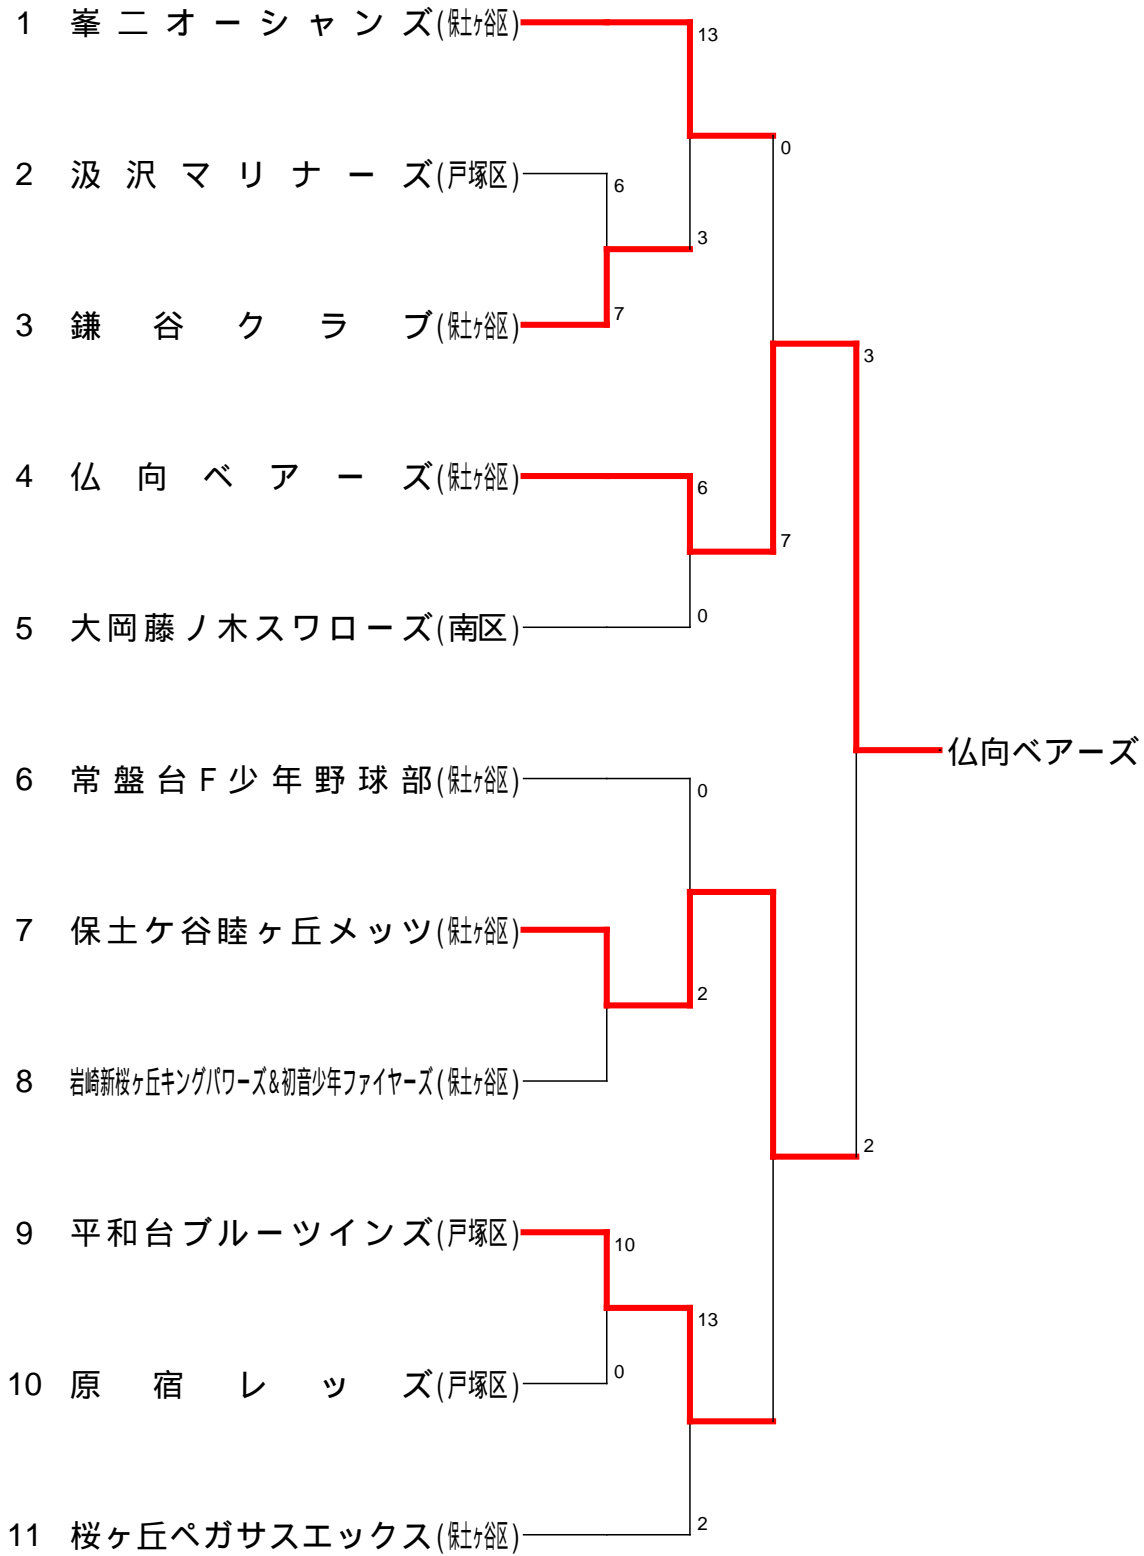 1 峯二オーシャンズ(保土ヶ谷区)
13
0
2 汲沢マリナーズ(戸塚区)
6
3
3 鎌谷クラブ(保土ヶ谷区)
7
3
4 仏向ベアーズ(保土ヶ谷区)
6
7
5 大岡藤ノ木スワローズ(南区)
0
仏向ベアーズ
6 常盤台F少年野球部(保土ヶ谷区)
0
7 保土ケ谷睦ヶ丘メッツ(保土ヶ谷区)
2
8 岩崎新桜ヶ丘キングパワーズ&初音少年ファイヤーズ(保土ヶ谷区)
2
9 平和台ブルーツインズ(戸塚区)
10
13
10 原宿レッズ(戸塚区)
0
11 桜ヶ丘ペガサスエックス(保土ヶ谷区)
2